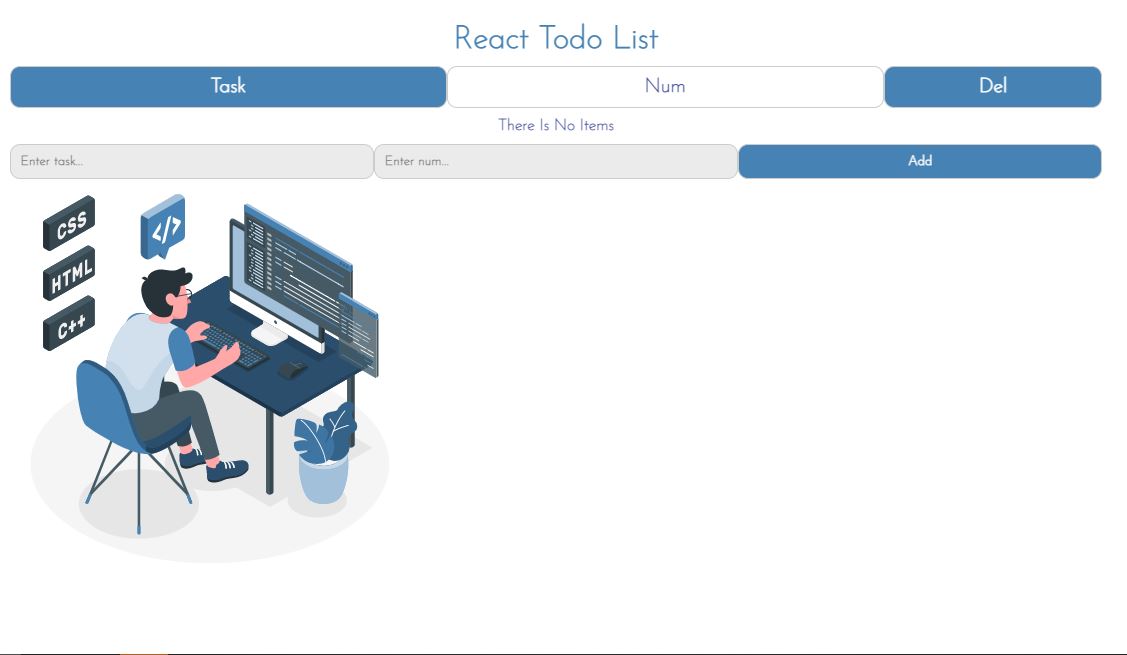 React Todo List
Task Num Del
There Is No Items
Enter task... Enter num... Add
CSS
</>
HTML
C++